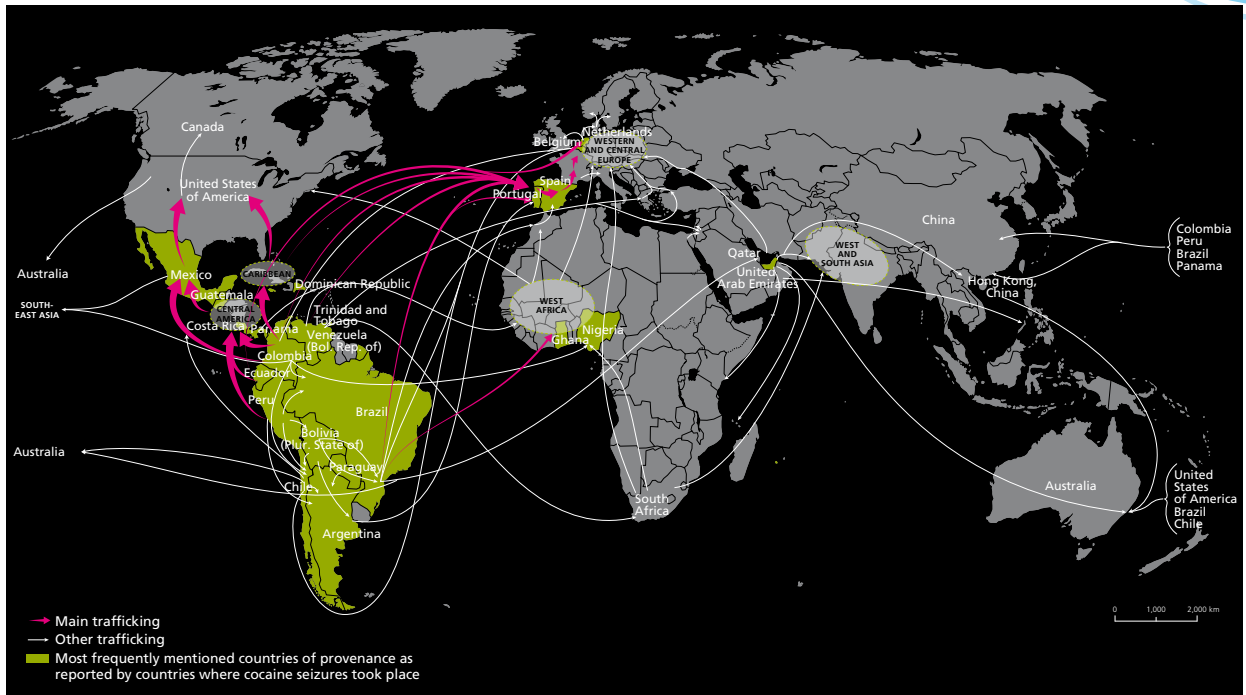 Canada
United States
of America
Australia
SOUTH-
EAST ASIA
Mexico
Guatemala
CARIBBEAN
Dominican Republic
CENTRAL
AMERICA
Costa Rica
Panama
Trinidad and
Tobago
Venezuela
(Bol. Rep. of)
Colombia
Ecuador
Peru
Brazil
Bolivia
(Plur. State of)
Paraguay
Chile
Argentina
Australia
Netherlands
Belgium
WESTERN
AND CENTRAL
EUROPE
Spain
Portugal
WEST
AFRICA
Nigeria
Ghana
South
Africa
Qatar
United
Arab Emirates
WEST
AND
SOUTH ASIA
China
Hong Kong,
China
Colombia
Peru
Brazil
Panama
Australia
United
States
of America
Brazil
Chile
0 1,000 2,000 km
Main trafficking
Other trafficking
Most frequently mentioned countries of provenance as
reported by countries where cocaine seizures took place